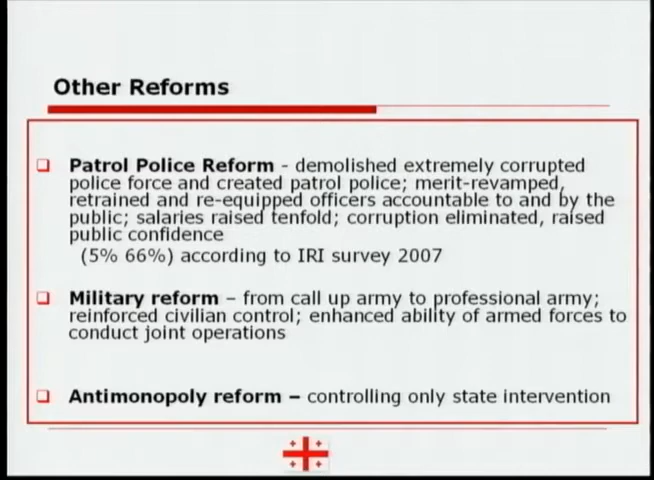 Other Reforms
Patrol Police Reform - demolished extremely corrupted
police force and created patrol police; merit-revamped,
retrained and re-equipped officers accountable to and by the
public; salaries raised tenfold; corruption eliminated, raised
public confidence
(5% 66%) according to IRI survey 2007
Military reform – from call up army to professional army;
reinforced civilian control; enhanced ability of armed forces to
conduct joint operations
Antimonopoly reform – controlling only state intervention